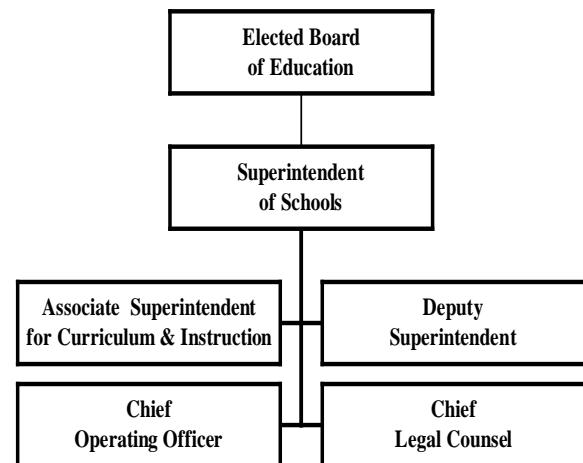 Elected Board
of Education
Superintendent
of Schools
Associate Superintendent
for Curriculum & Instruction
Deputy
Superintendent
Chief
Operating Officer
Chief
Legal Counsel